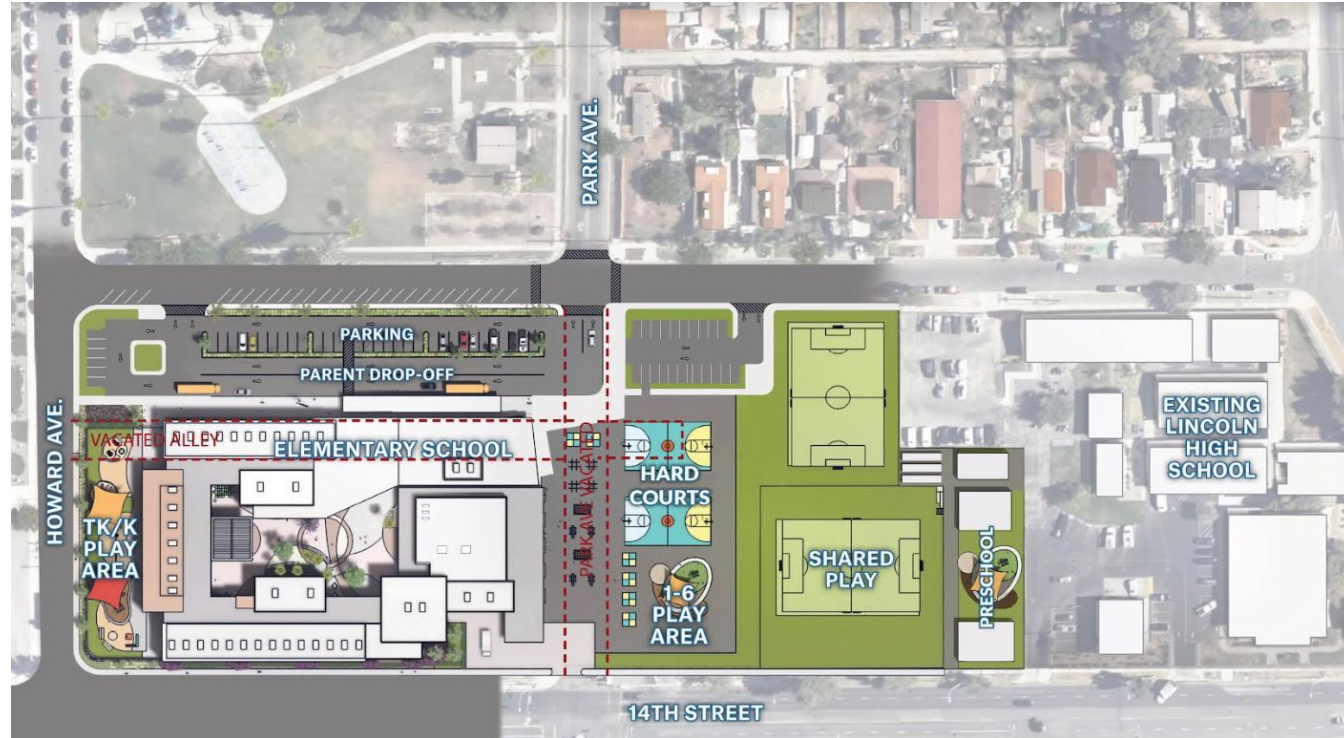 PARK AVE.
PARKING
PARENT DROP-OFF
HOWARD AVE.
VACATED ALLEY
ELEMENTARY SCHOOL
PARK AVE VACATED
HARD
COURTS
EXISTING
LINCOLN
HIGH
SCHOOL
TK/K
PLAY
AREA
SHARED
PLAY
1-6
PLAY
AREA
PRESCHOOL
14TH STREET